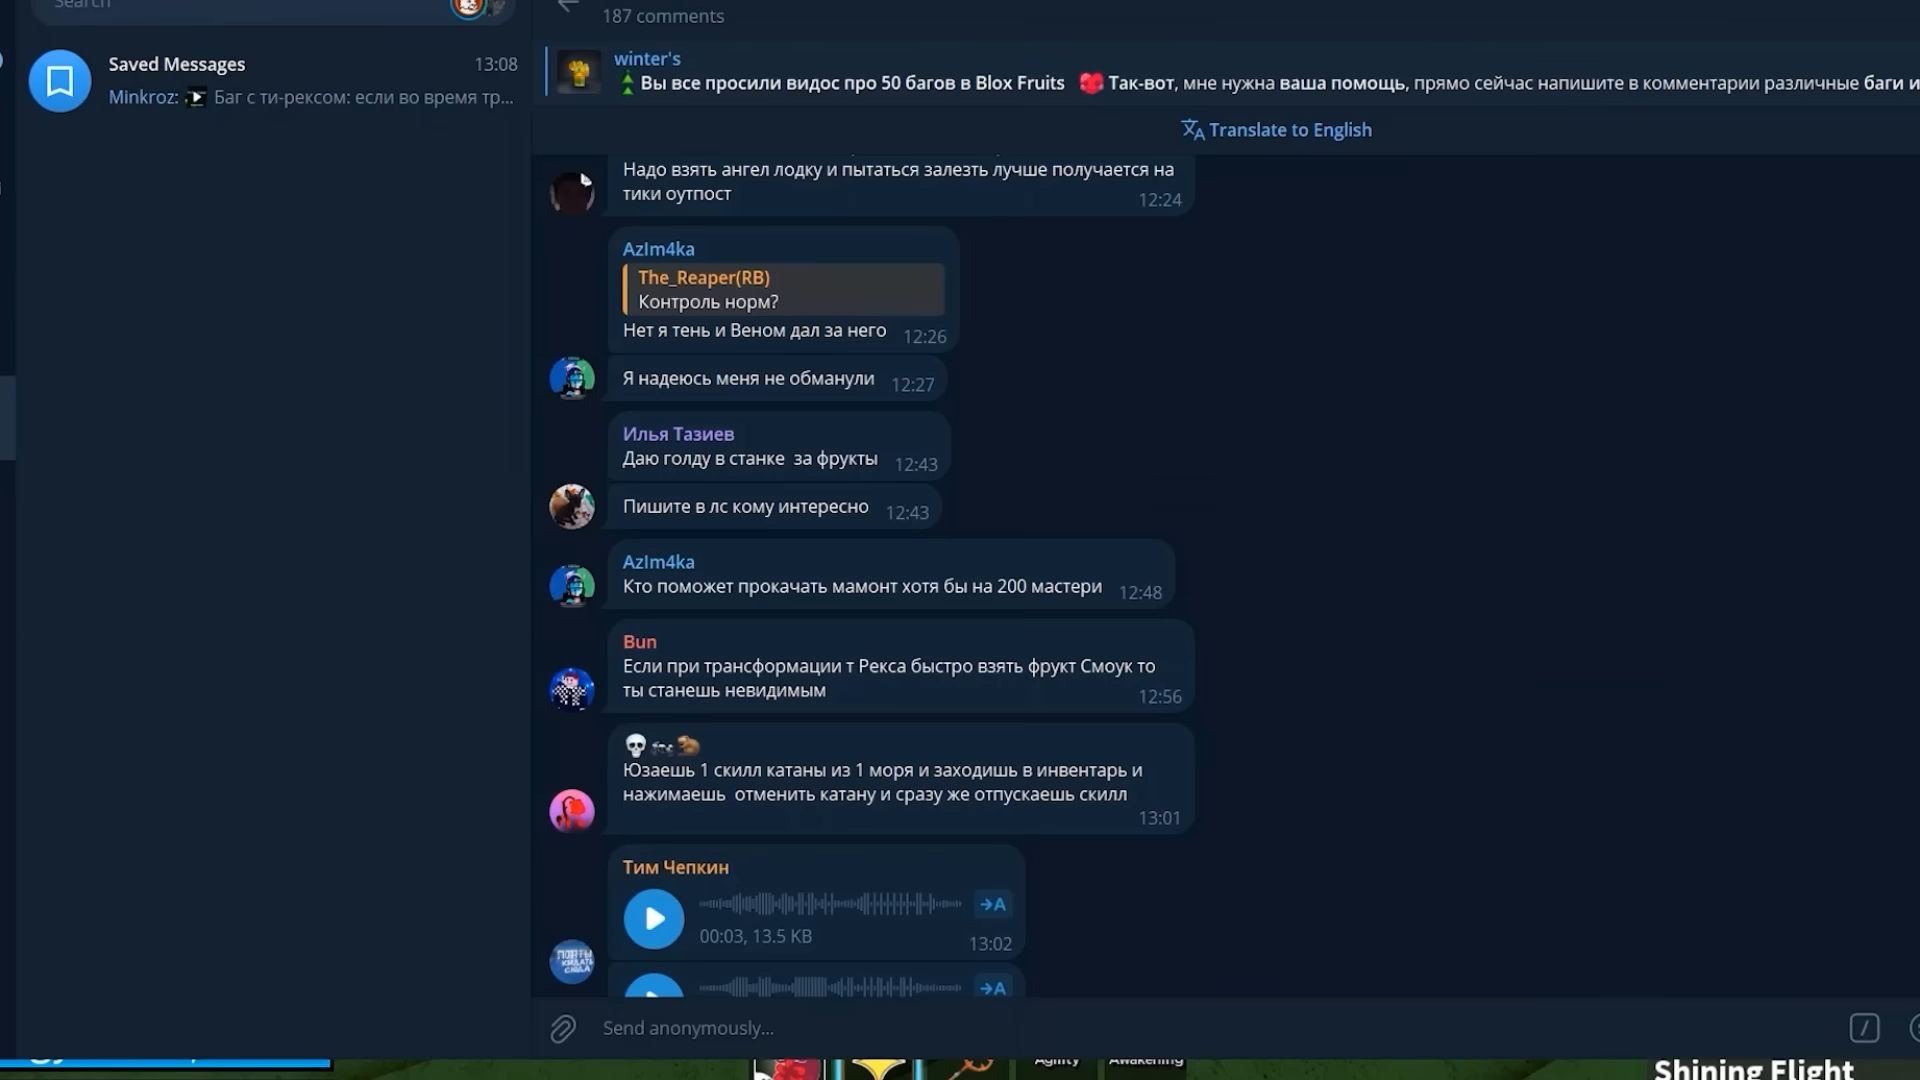 Search
187 comments
Saved Messages 13:08
Minkroz: Баг с ти-рексом: если во время тр...
winter's
Вы все просили видос про 50 багов в Blox Fruits Так-вот, мне нужна ваша помощь, прямо сейчас напишите в комментарии различные баги и
Translate to English
Надо взять ангел лодку и пытаться залезть лучше получается на
тики оутпост
12:24
AzIm4ka
The_Reaper(RB)
Контроль норм?
Нет я тень и Веном дал за него 12:26
Я надеюсь меня не обманули 12:27
Илья Тазиев
Даю голду в станке за фрукты 12:43
Пишите в лс кому интересно 12:43
AzIm4ka
Кто поможет прокачать мамонт хотя бы на 200 мастери 12:48
Bun
Если при трансформации т Рекса быстро взять фрукт Смоук то
ты станешь невидимым 12:56
Юзаешь 1 скилл катаны из 1 моря и заходишь в инвентарь и
нажимаешь отменить катану и сразу же отпускаешь скилл
13:01
Тим Чепкин
→A
00:03, 13.5 KB 13:02
→A
Send anonymously...
Agility Awakening
Shining Flight